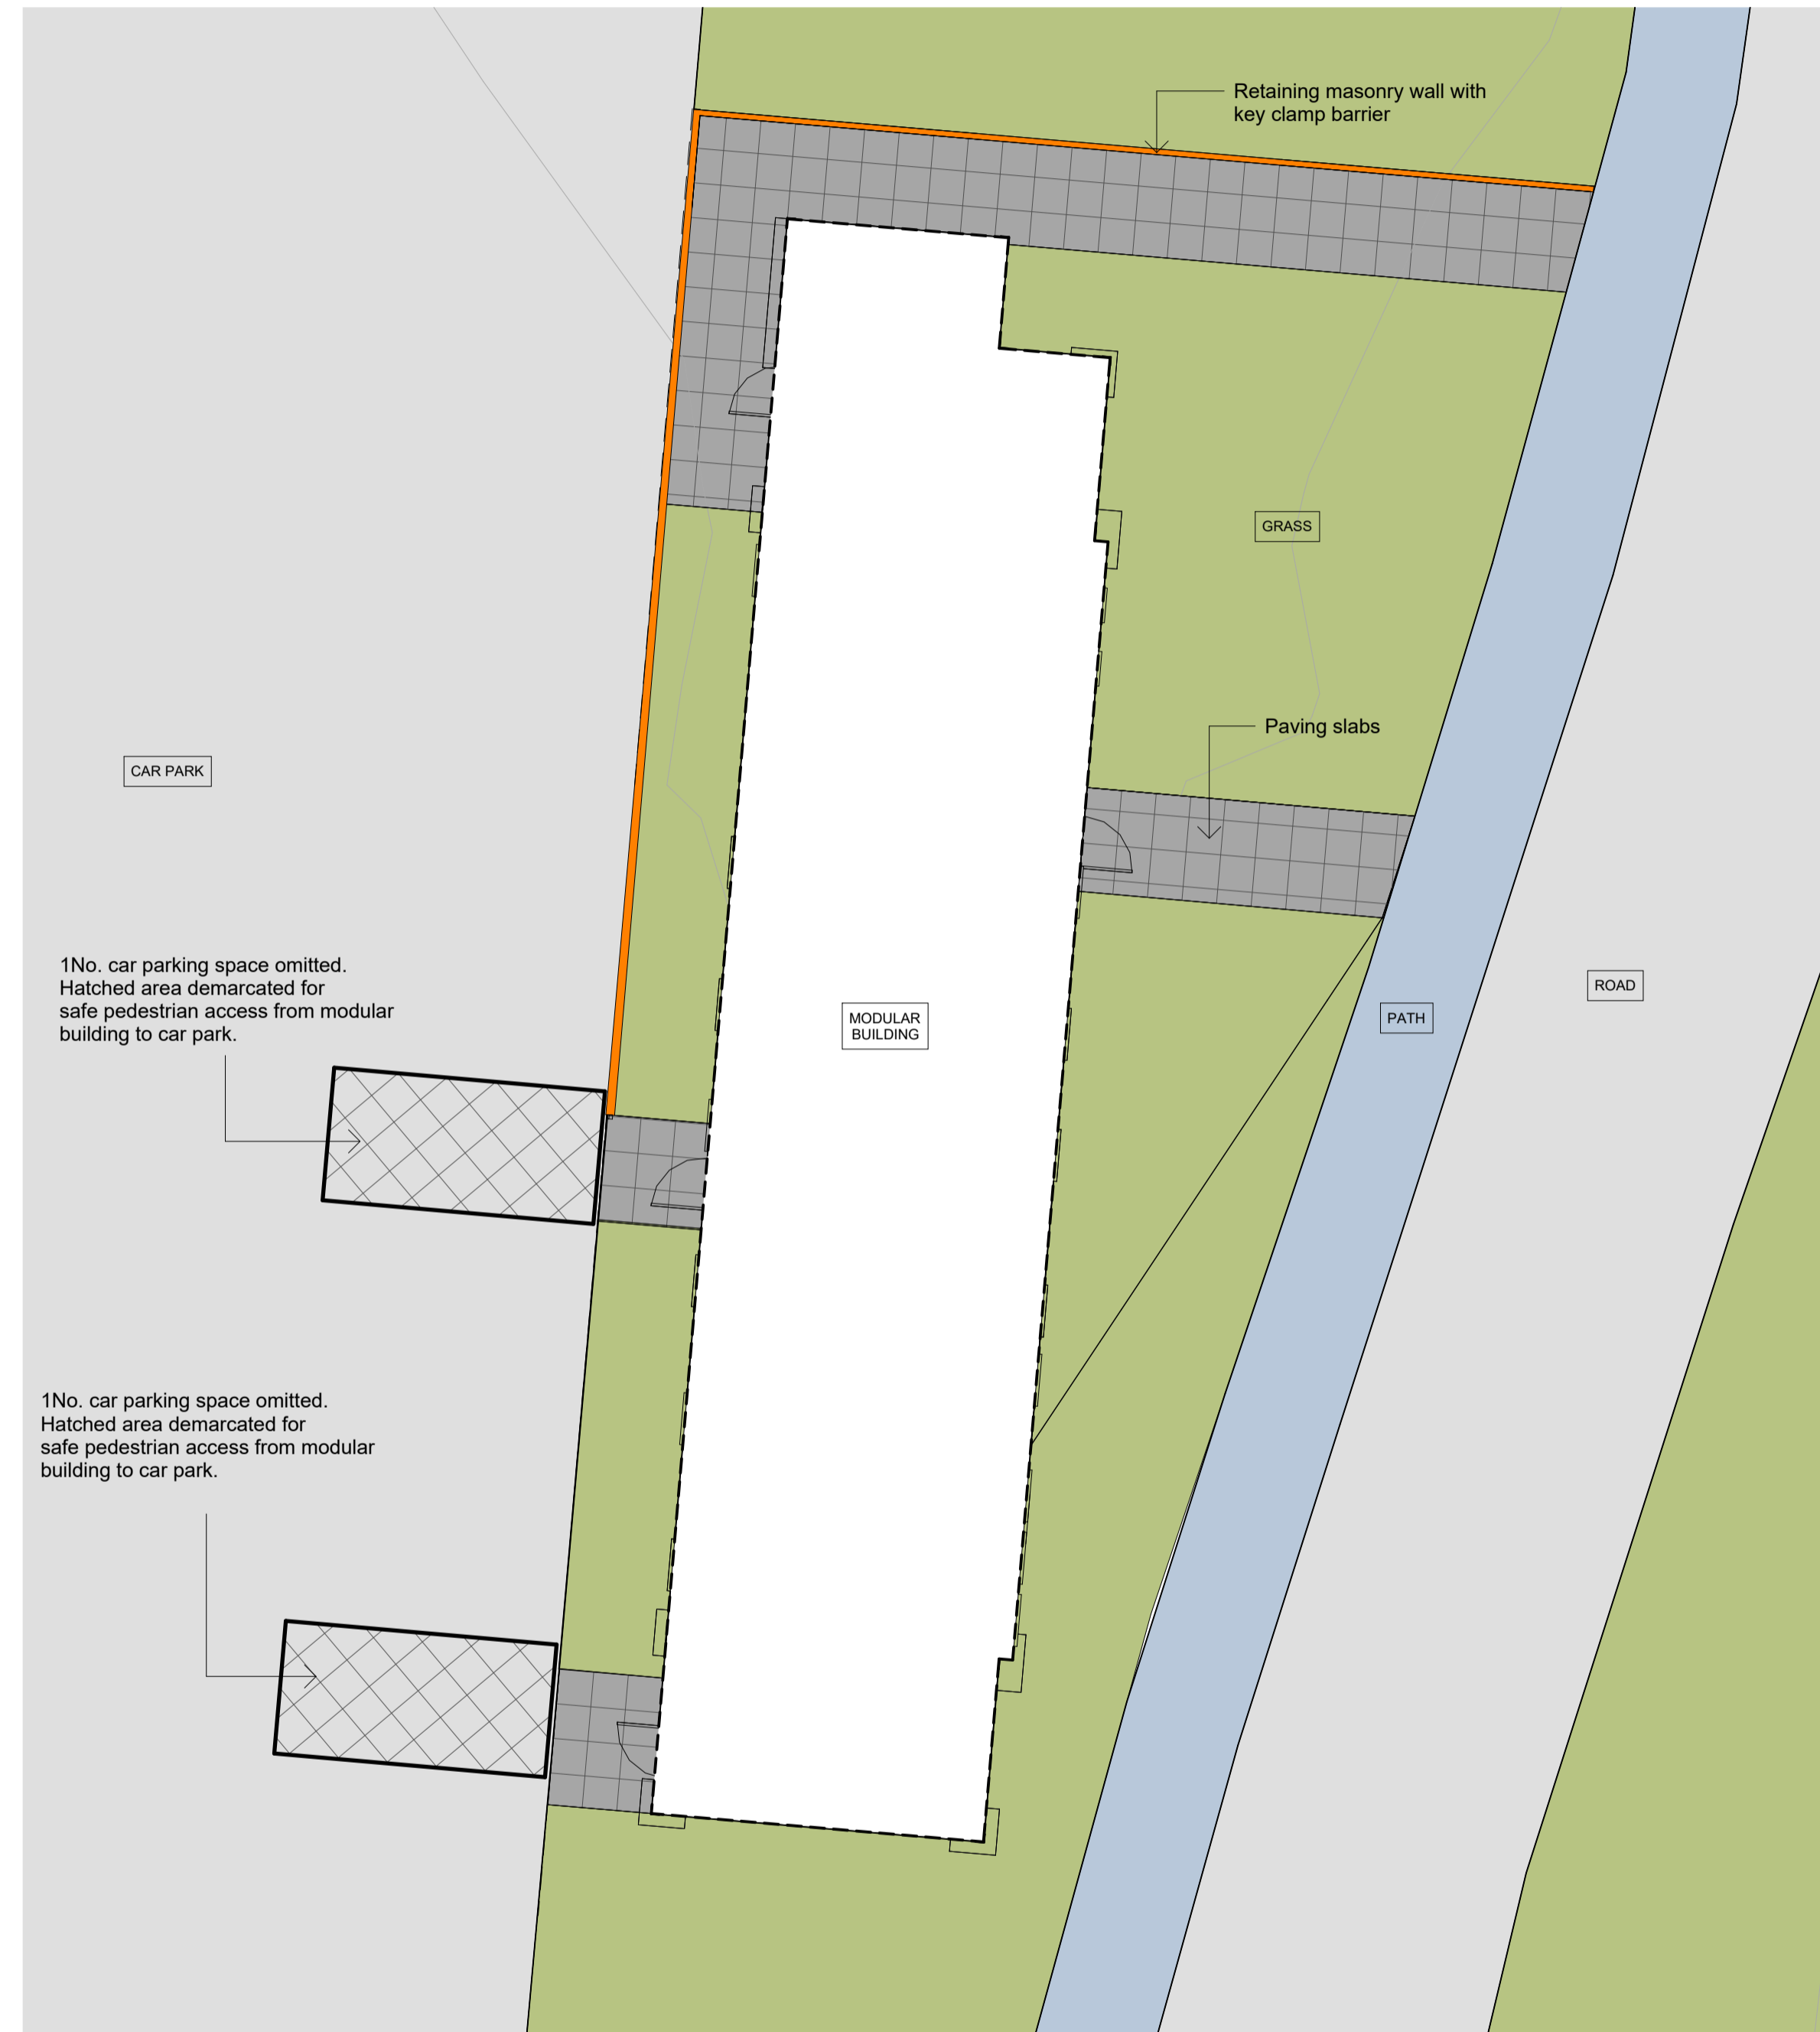 Retaining masonry wall with
key clamp barrier
GRASS
Paving slabs
CAR PARK
1No. car parking space omitted.
Hatched area demarcated for
safe pedestrian access from modular
building to car park.
ROAD
MODULAR
BUILDING
PATH
1No. car parking space omitted.
Hatched area demarcated for
safe pedestrian access from modular
building to car park.